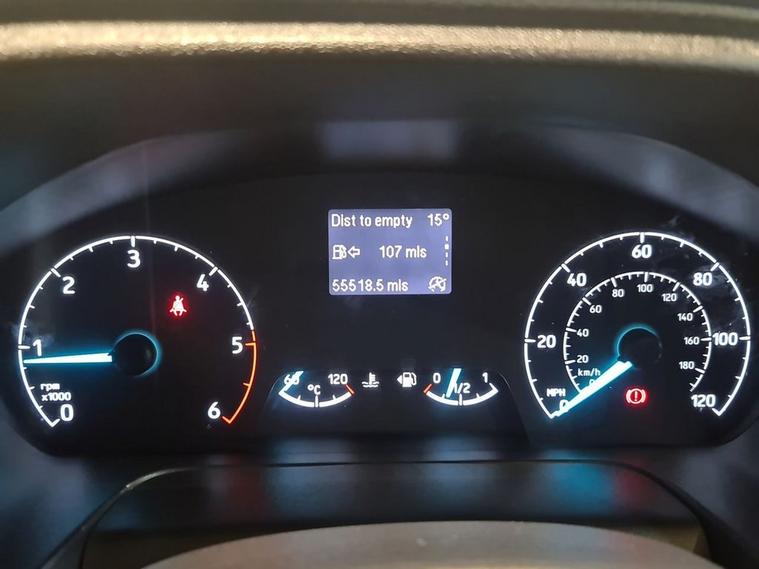 Dist to empty 15°
107 mls
55518.5 mls
0 1 2 3 4 5 6
rpm
x1000
60 °C 120
0 1/2 1
0 20 40 60 80 100 120
MPH
20 40 60 80 100 120 140 160 180
km/h